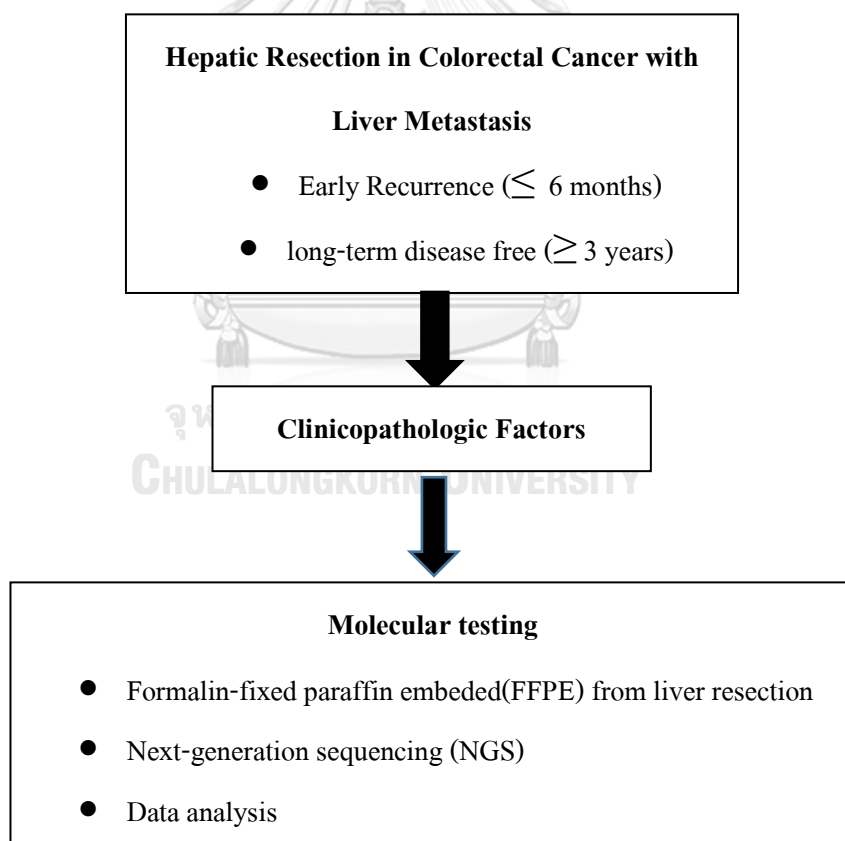 Hepatic Resection in Colorectal Cancer with
Liver Metastasis
● Early Recurrence (≤ 6 months)
● long-term disease free (≥ 3 years)
Clinicopathologic Factors
CHULALONGKORN UNIVERSITY
Molecular testing
● Formalin-fixed paraffin embeded(FFPE) from liver resection
● Next-generation sequencing (NGS)
● Data analysis